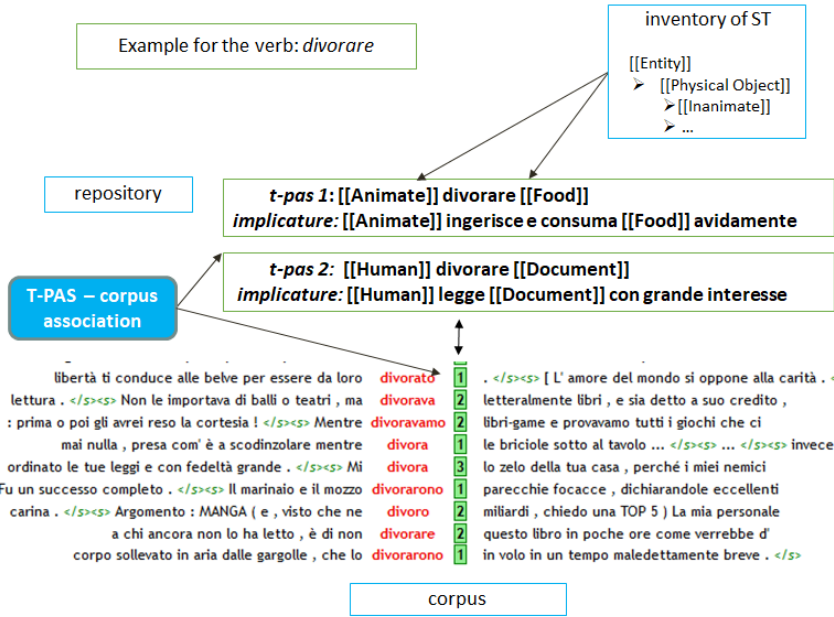 Example for the verb: divorare
inventory of ST
[[Entity]]
➢ [[Physical Object]]
➢[[Inanimate]]
➢ ...
repository
t-pas 1: [[Animate]] divorare [[Food]]
implicature: [[Animate]] ingerisce e consuma [[Food]] avidamente
t-pas 2: [[Human]] divorare [[Document]]
implicature: [[Human]] legge [[Document]] con grande interesse
T-PAS – corpus
association
libertà ti conduce alle belve per essere da loro divorato 1 . </s><s> [ L' amore del mondo si oppone alla carità . <
lettura . </s><s> Non le importava di balli o teatri , ma divorava 2 letteralmente libri , e sia detto a suo credito ,
: prima o poi gli avrei reso la cortesia ! </s><s> Mentre divoravamo 2 libri-game e provavamo tutti i giochi che ci
mai nulla , presa com' è a scodinzolare mentre divora 1 le briciole sotto al tavolo ... </s><s> ... </s><s> invece
ordinato le tue leggi e con fedeltà grande . </s><s> Mi divora 3 lo zelo della tua casa , perché i miei nemici
Fu un successo completo . </s><s> Il marinaio e il mozzo divorarono 1 parecchie focacce , dichiarandole eccellenti
carina . </s><s> Argomento : MANGA ( e , visto che ne divoro 2 miliardi , chiedo una TOP 5 ) La mia personale
a chi ancora non lo ha letto , è di non divorare 2 questo libro in poche ore come verrebbe d'
corpo sollevato in aria dalle gargolle , che lo divorarono 1 in volo in un tempo maledettamente breve . </s>
corpus